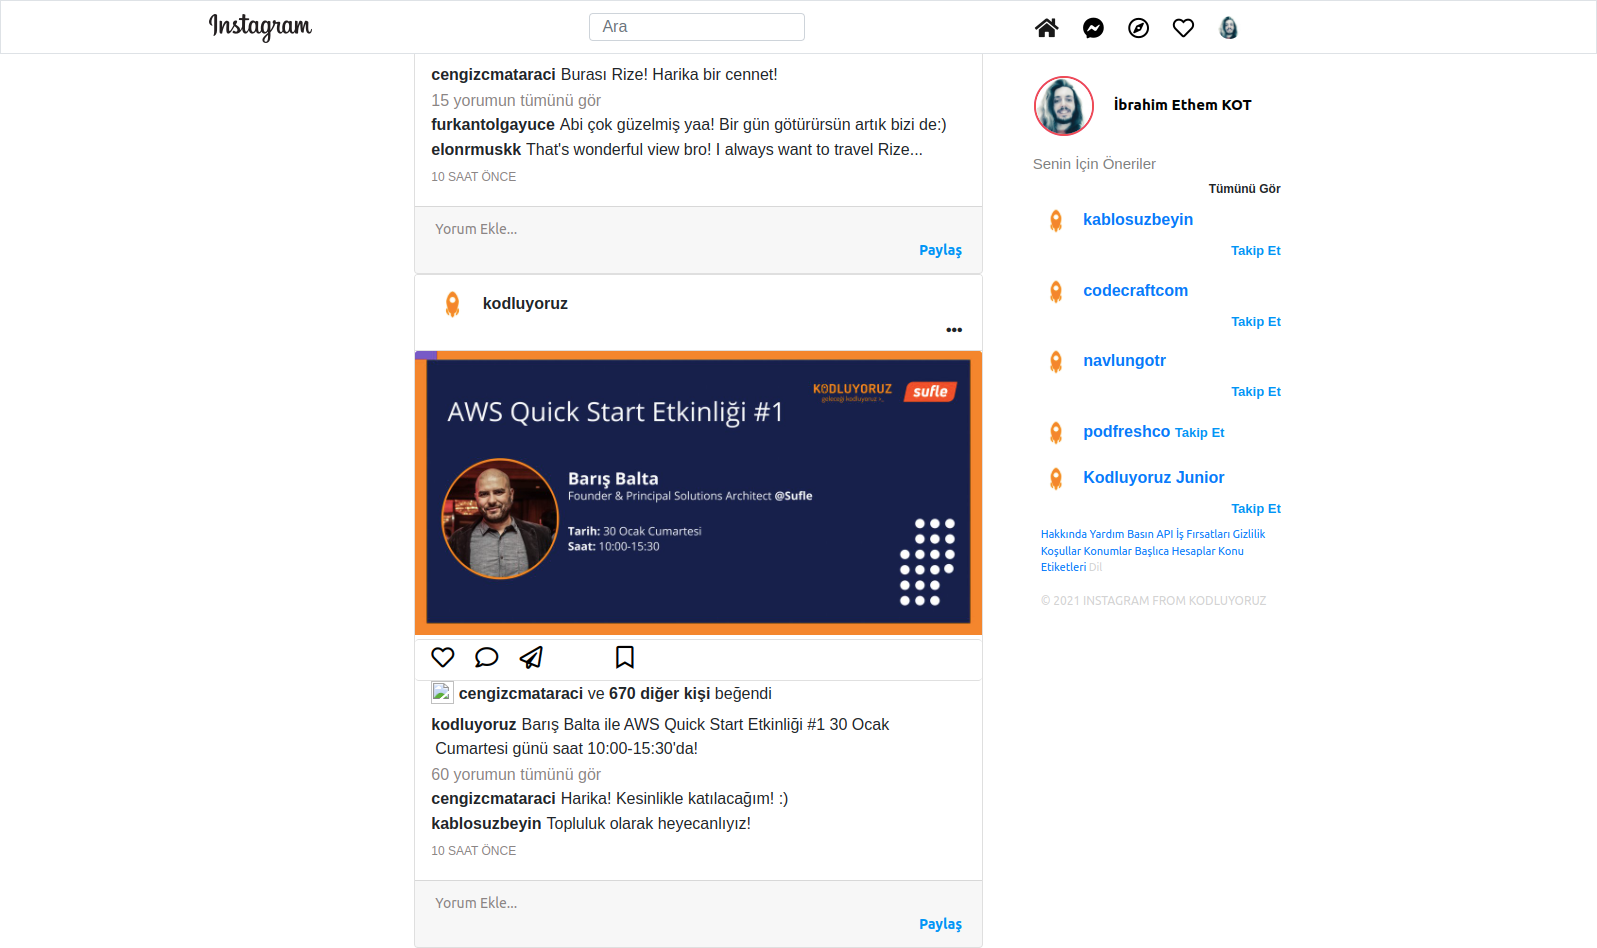 Instagram
Ara
cengizcmataraci Burası Rize! Harika bir cennet!
15 yorumun tümünü gör
furkantolgayuce Abi çok güzelmiş yaa! Bir gün götürürsün artık bizi de:)
elonrmuskk That's wonderful view bro! I always want to travel Rize...
10 SAAT ÖNCE
Yorum Ekle...
Paylaş
kodluyoruz
KODLUYORUZ
geleceği kodluyoruz >_
sufle
AWS Quick Start Etkinliği #1
Barış Balta
Founder & Principal Solutions Architect @Sufle
Tarih: 30 Ocak Cumartesi
Saat: 10:00-15:30
cengizcmataraci ve 670 diğer kişi beğendi
kodluyoruz Barış Balta ile AWS Quick Start Etkinliği #1 30 Ocak
Cumartesi günü saat 10:00-15:30'da!
60 yorumun tümünü gör
cengizcmataraci Harika! Kesinlikle katılacağım! :)
kablosuzbeyin Topluluk olarak heyecanlıyız!
10 SAAT ÖNCE
Yorum Ekle...
Paylaş
İbrahim Ethem KOT
Senin İçin Öneriler
Tümünü Gör
kablosuzbeyin
Takip Et
codecraftcom
Takip Et
navlungotr
Takip Et
podfreshco Takip Et
Kodluyoruz Junior
Takip Et
Hakkında Yardım Basın API İş Fırsatları Gizlilik
Koşullar Konumlar Başlıca Hesaplar Konu
Etiketleri Dil
© 2021 INSTAGRAM FROM KODLUYORUZ